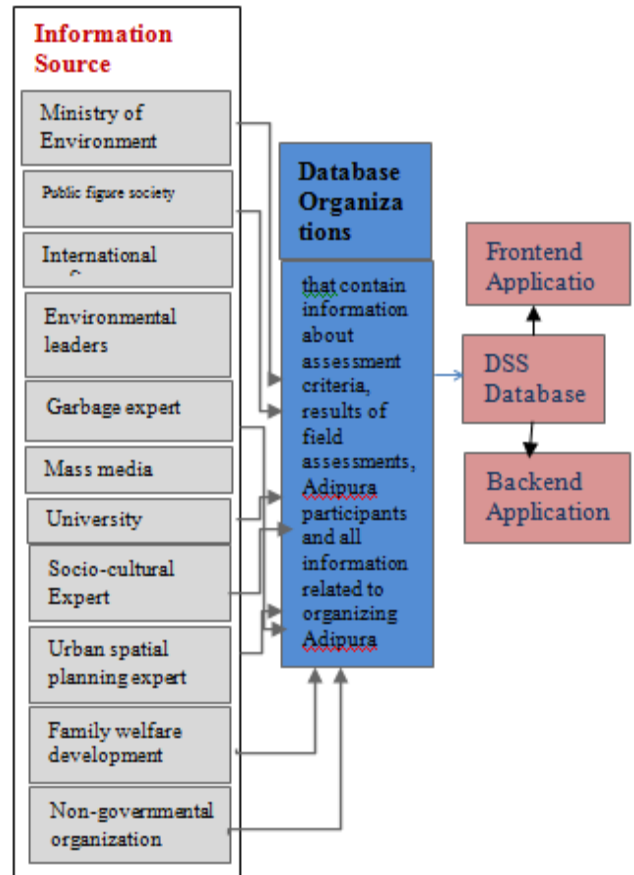 Information
Source
Ministry of
Environment
Public figure society
International
Environmental
leaders
Garbage expert
Mass media
University
Socio-cultural
Expert
Urban spatial
planning expert
Family welfare
development
Non-governmental
organization
Database
Organiza
tions
that contain
information
about
assessment
criteria,
results of
field
assessments,
Adipura
participants
and all
information
related to
organizing
Adipura
Frontend
Applicatio
DSS
Database
Backend
Application